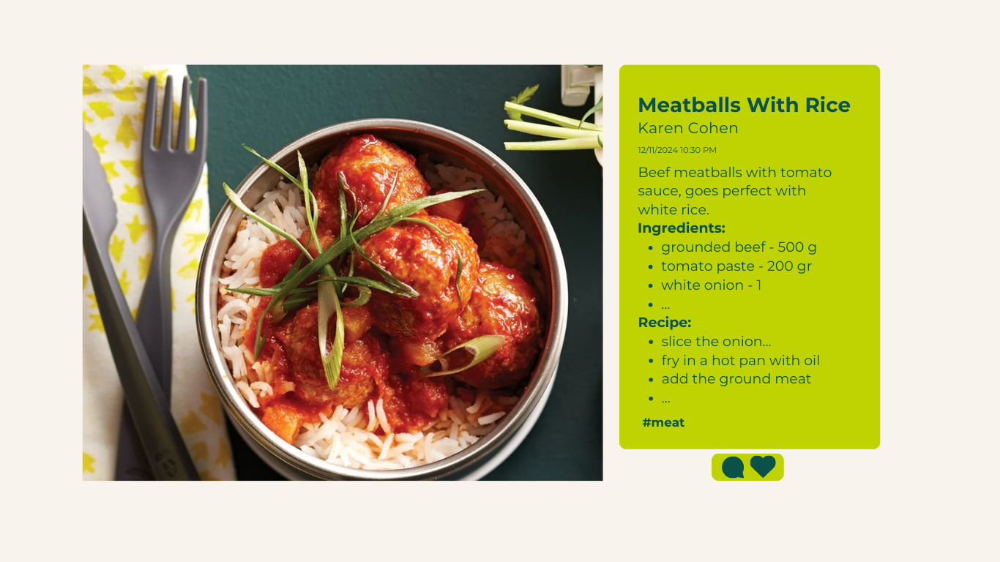 Meatballs With Rice
Karen Cohen
12/11/2024 10:30 PM
Beef meatballs with tomato
sauce, goes perfect with
white rice.
Ingredients:
• grounded beef - 500 g
• tomato paste - 200 gr
• white onion - 1
• ...
Recipe:
• slice the onion...
• fry in a hot pan with oil
• add the ground meat
• ...
#meat